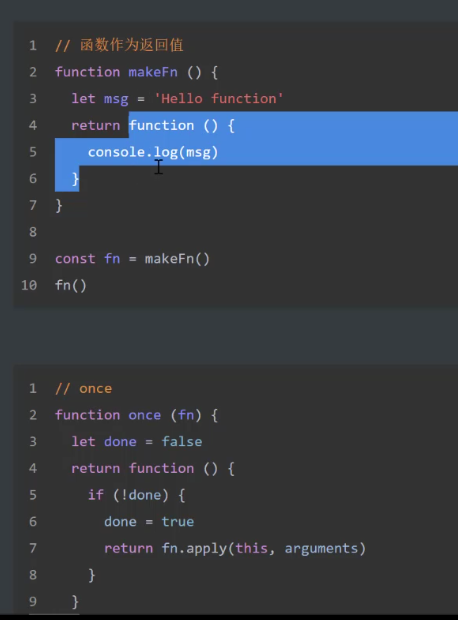 1 // 函数作为返回值
2 function makeFn () {
3   let msg = 'Hello function'
4   return function () {
5     console.log(msg)
6   }
7 }
8
9 const fn = makeFn()
10 fn()
1 // once
2 function once (fn) {
3   let done = false
4   return function () {
5     if (!done) {
6       done = true
7       return fn.apply(this, arguments)
8     }
9   }